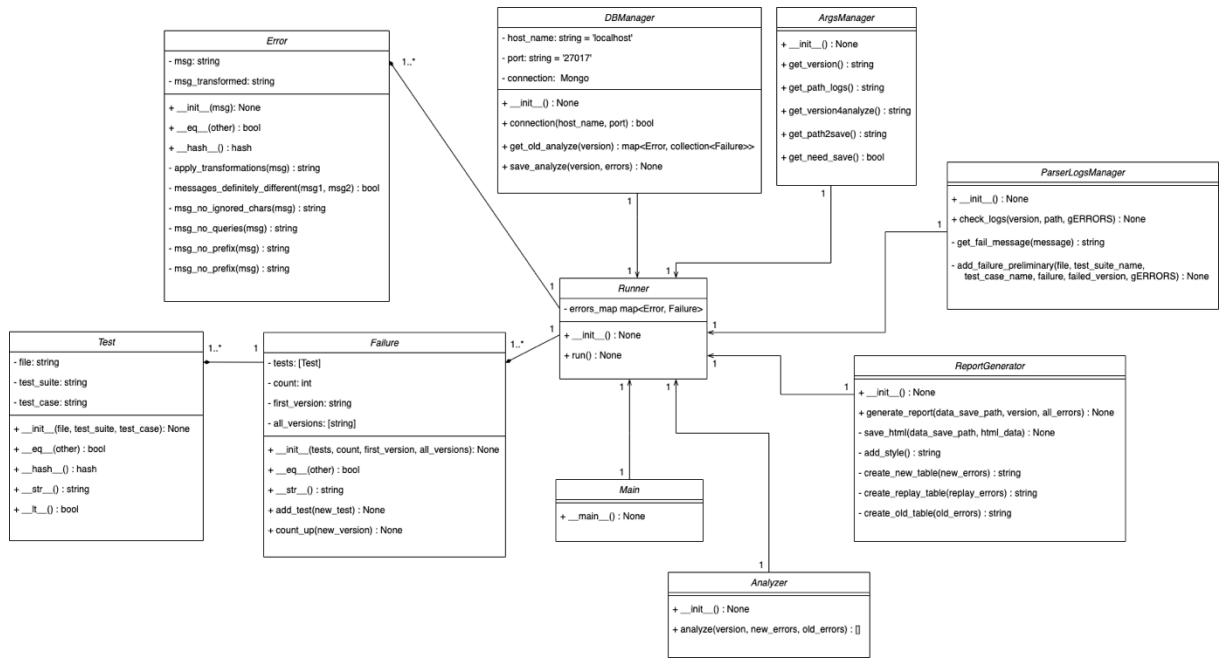 DBManager
- host_name: string = 'localhost'
- port: string = '27017'
- connection: Mongo
+ __init__() : None
+ connection(host_name, port) : bool
+ get_old_analyze(version) : map<Error, collection<Failure>>
+ save_analyze(version, errors) : None
1
ArgsManager
+ __init__() : None
+ get_version() : string
+ get_path_logs() : string
+ get_version4analyze() : string
+ get_path2save() : string
+ get_need_save() : bool
1
Error
- msg: string
- msg_transformed: string
+ __init__(msg): None
+ __eq__(other) : bool
+ __hash__() : hash
- apply_transformations(msg) : string
- messages_definitely_different(msg1, msg2) : bool
- msg_no_ignored_chars(msg) : string
- msg_no_queries(msg) : string
- msg_no_prefix(msg) : string
- msg_no_prefix(msg) : string
1..*
ParserLogsManager
+ __init__() : None
+ check_logs(version, path, gERRORS) : None
- get_fail_message(message) : string
- add_failure_preliminary(file, test_suite_name,
test_case_name, failure, failed_version, gERRORS) : None
1
1
1
1
Runner
- errors_map map<Error, Failure>
+ __init__() : None
+ run() : None
1
1
1
1
1
1
Test
- file: string
- test_suite: string
- test_case: string
+ __init__(file, test_suite, test_case): None
+ __eq__(other) : bool
+ __hash__() : hash
+ __str__() : string
+ __lt__() : bool
1..*
1
Failure
- tests: [Test]
- count: int
- first_version: string
- all_versions: [string]
+ __init__(tests, count, first_version, all_versions): None
+ __eq__(other) : bool
+ __str__() : string
+ add_test(new_test) : None
+ count_up(new_version) : None
1..*
ReportGenerator
+ __init__() : None
+ generate_report(data_save_path, version, all_errors) : None
- save_html(data_save_path, html_data) : None
- add_style() : string
- create_new_table(new_errors) : string
- create_replay_table(replay_errors) : string
- create_old_table(old_errors) : string
1
Main
+ __main__() : None
1
1
Analyzer
+ __init__() : None
+ analyze(version, new_errors, old_errors) : []